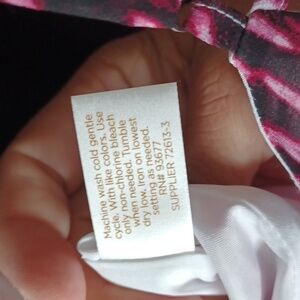 Machine wash cold gentle
cycle. With like colors. Use
only non-chlorine bleach
when needed. Tumble
dry low. Iron on lowest
setting as needed.
RN# 93677
SUPPLIER 72613-3